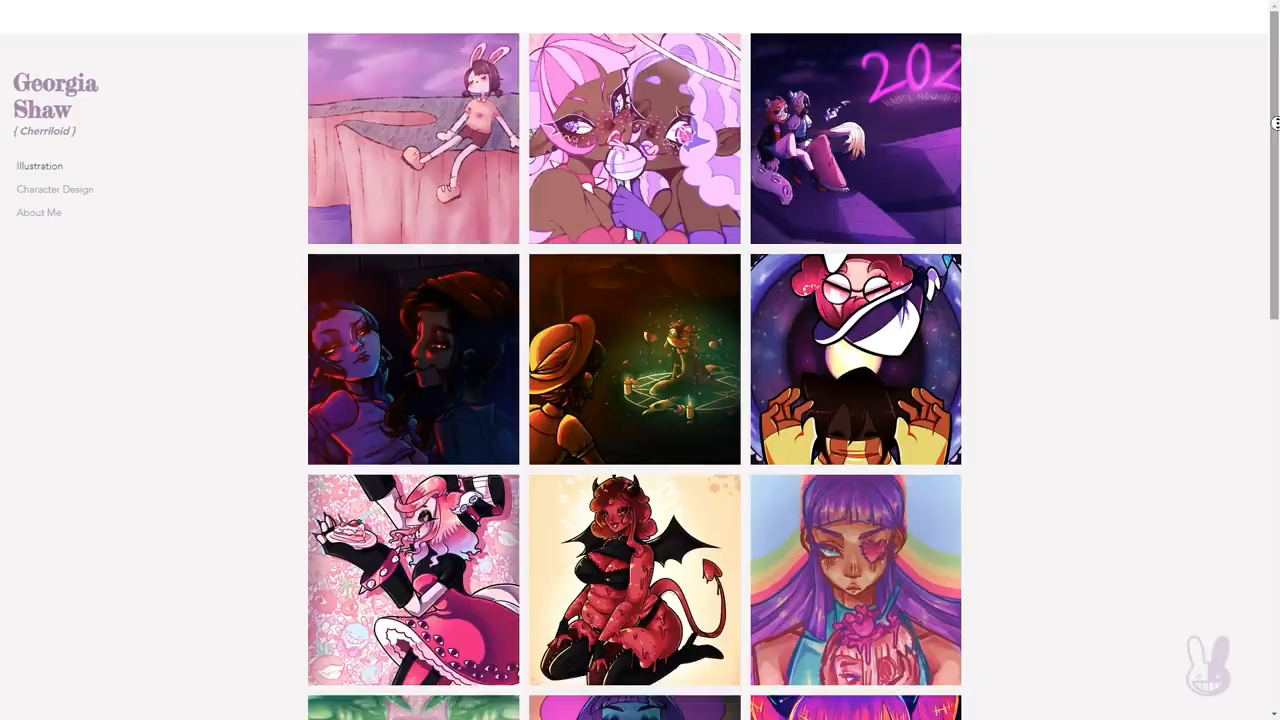 Georgia
Shaw
{ Cherriloid }
Illustration
Character Design
About Me
202